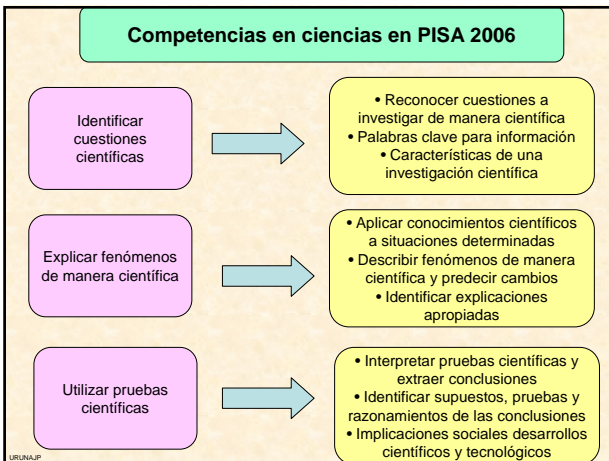 Competencias en ciencias en PISA 2006
Identificar
cuestiones
científicas
• Reconocer cuestiones a
investigar de manera científica
• Palabras clave para información
• Características de una
investigación científica
Explicar fenómenos
de manera científica
• Aplicar conocimientos científicos
a situaciones determinadas
• Describir fenómenos de manera
científica y predecir cambios
• Identificar explicaciones
apropiadas
Utilizar pruebas
científicas
• Interpretar pruebas científicas y
extraer conclusiones
• Identificar supuestos, pruebas y
razonamientos de las conclusiones
• Implicaciones sociales desarrollos
científicos y tecnológicos
URUNAJP